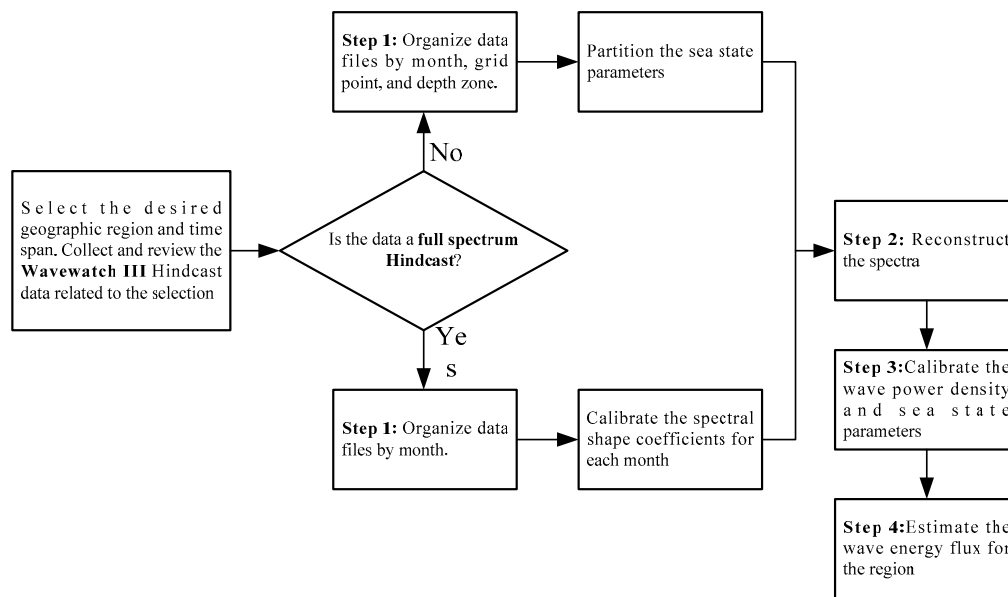 Step 1: Organize data
files by month, grid
point, and depth zone.
Partition the sea state
parameters
No
Select the desired
geographic region and time
span. Collect and review the
Wavewatch III Hindcast
data related to the selection
Is the data a full spectrum
Hindcast?
Ye
s
Step 1: Organize data
files by month.
Calibrate the spectral
shape coefficients for
each month
Step 2: Reconstruct
the spectra
Step 3:Calibrate the
wave power density
and sea state
parameters
Step 4:Estimate the
wave energy flux for
the region